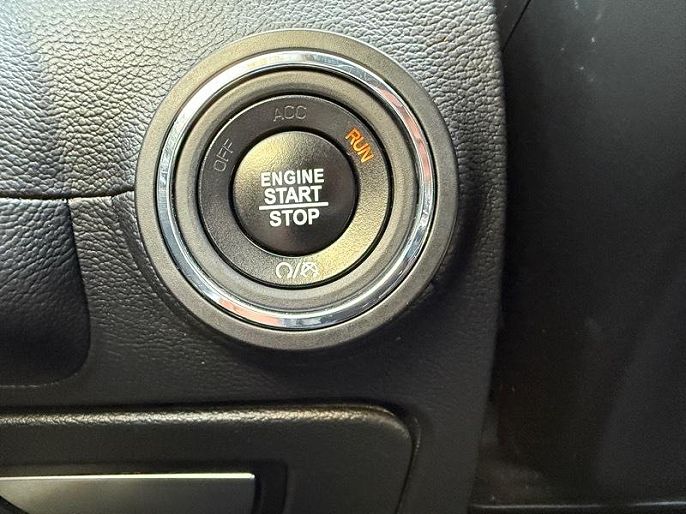 OFF
ACC
RUN
ENGINE
START
STOP